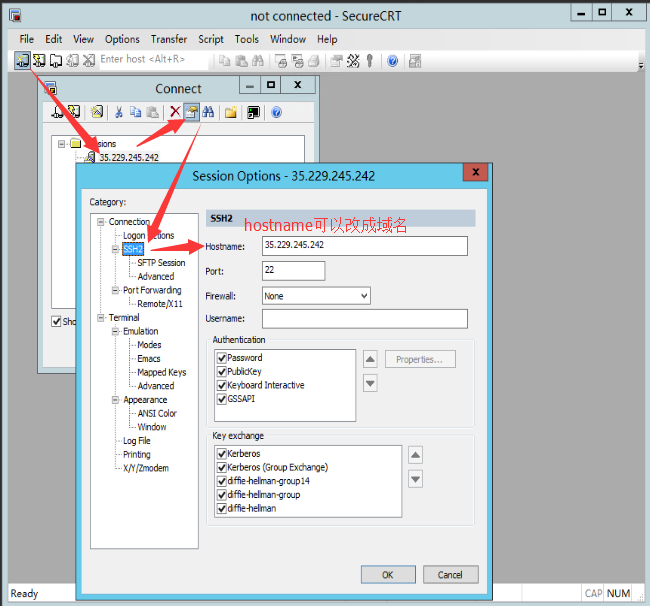 not connected - SecureCRT
File Edit View Options Transfer Script Tools Window Help
Enter host <Alt+R>
Connect
35.229.245.242
Session Options - 35.229.245.242
Category:
Connection
SSH2
SFTP Session
Advanced
Port Forwarding
Remote/X11
Terminal
Emulation
Modes
Emacs
Mapped Keys
Advanced
Appearance
ANSI Color
Window
Log File
Printing
X/Y/Zmodem
SSH2
hostname可以改成域名
Hostname: 35.229.245.242
Port: 22
Firewall: None
Username:
Authentication
Password
PublicKey
Keyboard Interactive
GSSAPI
Properties...
Key exchange
Kerberos
Kerberos (Group Exchange)
diffie-hellman-group14
diffie-hellman-group
diffie-hellman
OK Cancel
Ready CAP NUM